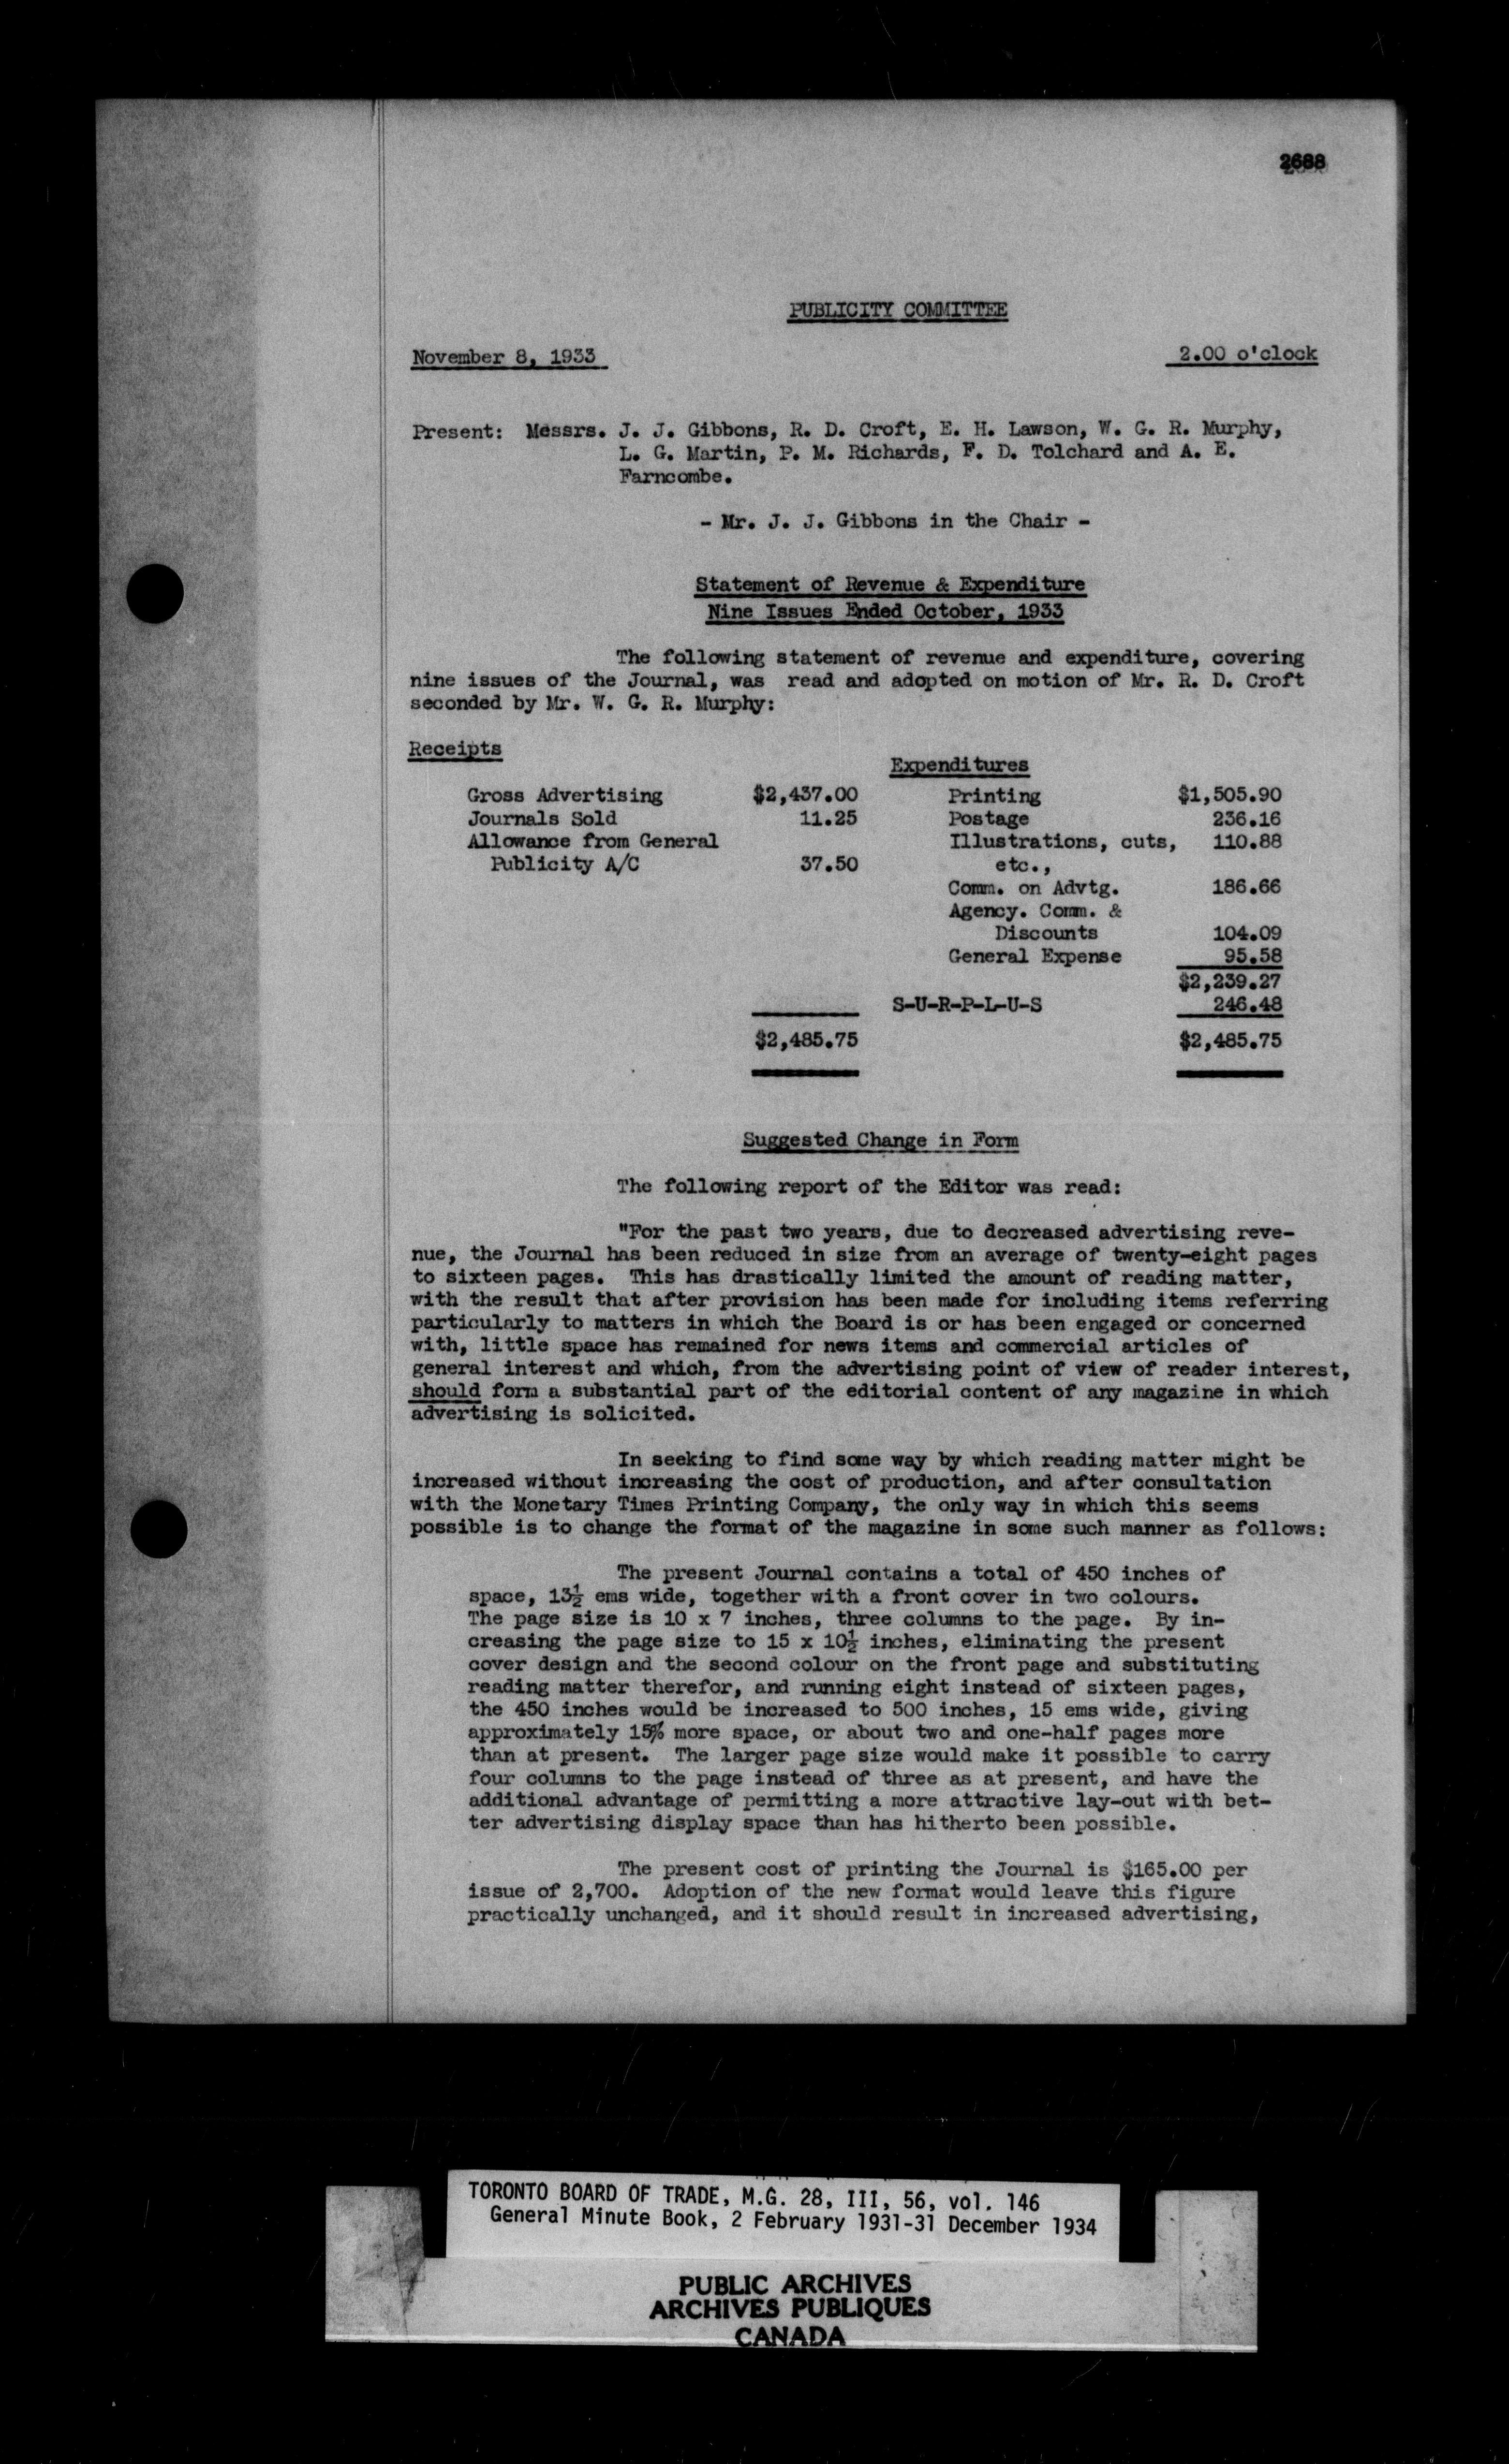 2688
PUBLICITY COMMITTEE
November 8, 1933 2.00 o'clock
Present: Messrs. J. J. Gibbons, R. D. Croft, E. H. Lawson, W. G. R. Murphy,
L. G. Martin, P. M. Richards, F. D. Tolchard and A. E.
Farncombe.
- Mr. J. J. Gibbons in the Chair -
Statement of Revenue & Expenditure
Nine Issues Ended October, 1933
The following statement of revenue and expenditure, covering
nine issues of the Journal, was read and adopted on motion of Mr. R. D. Croft
seconded by Mr. W. G. R. Murphy:
Receipts
Expenditures
Gross Advertising $2,437.00 Printing $1,505.90
Journals Sold 11.25 Postage 236.16
Allowance from General Illustrations, cuts, 110.88
Publicity A/C 37.50 etc.,
Comm. on Advtg. 186.66
Agency. Comm. &
Discounts 104.09
General Expense 95.58
$2,239.27
S-U-R-P-L-U-S 246.48
$2,485.75 $2,485.75
Suggested Change in Form
The following report of the Editor was read:
"For the past two years, due to decreased advertising reve-
nue, the Journal has been reduced in size from an average of twenty-eight pages
to sixteen pages. This has drastically limited the amount of reading matter,
with the result that after provision has been made for including items referring
particularly to matters in which the Board is or has been engaged or concerned
with, little space has remained for news items and commercial articles of
general interest and which, from the advertising point of view of reader interest,
should form a substantial part of the editorial content of any magazine in which
advertising is solicited.
In seeking to find some way by which reading matter might be
increased without increasing the cost of production, and after consultation
with the Monetary Times Printing Company, the only way in which this seems
possible is to change the format of the magazine in some such manner as follows:
The present Journal contains a total of 450 inches of
space, 13½ ems wide, together with a front cover in two colours.
The page size is 10 x 7 inches, three columns to the page. By in-
creasing the page size to 15 x 10½ inches, eliminating the present
cover design and the second colour on the front page and substituting
reading matter therefor, and running eight instead of sixteen pages,
the 450 inches would be increased to 500 inches, 15 ems wide, giving
approximately 15% more space, or about two and one-half pages more
than at present. The larger page size would make it possible to carry
four columns to the page instead of three as at present, and have the
additional advantage of permitting a more attractive lay-out with bet-
ter advertising display space than has hitherto been possible.
The present cost of printing the Journal is $165.00 per
issue of 2,700. Adoption of the new format would leave this figure
practically unchanged, and it should result in increased advertising,
TORONTO BOARD OF TRADE, M.G. 28, III, 56, vol. 146
General Minute Book, 2 February 1931-31 December 1934
PUBLIC ARCHIVES
ARCHIVES PUBLIQUES
CANADA